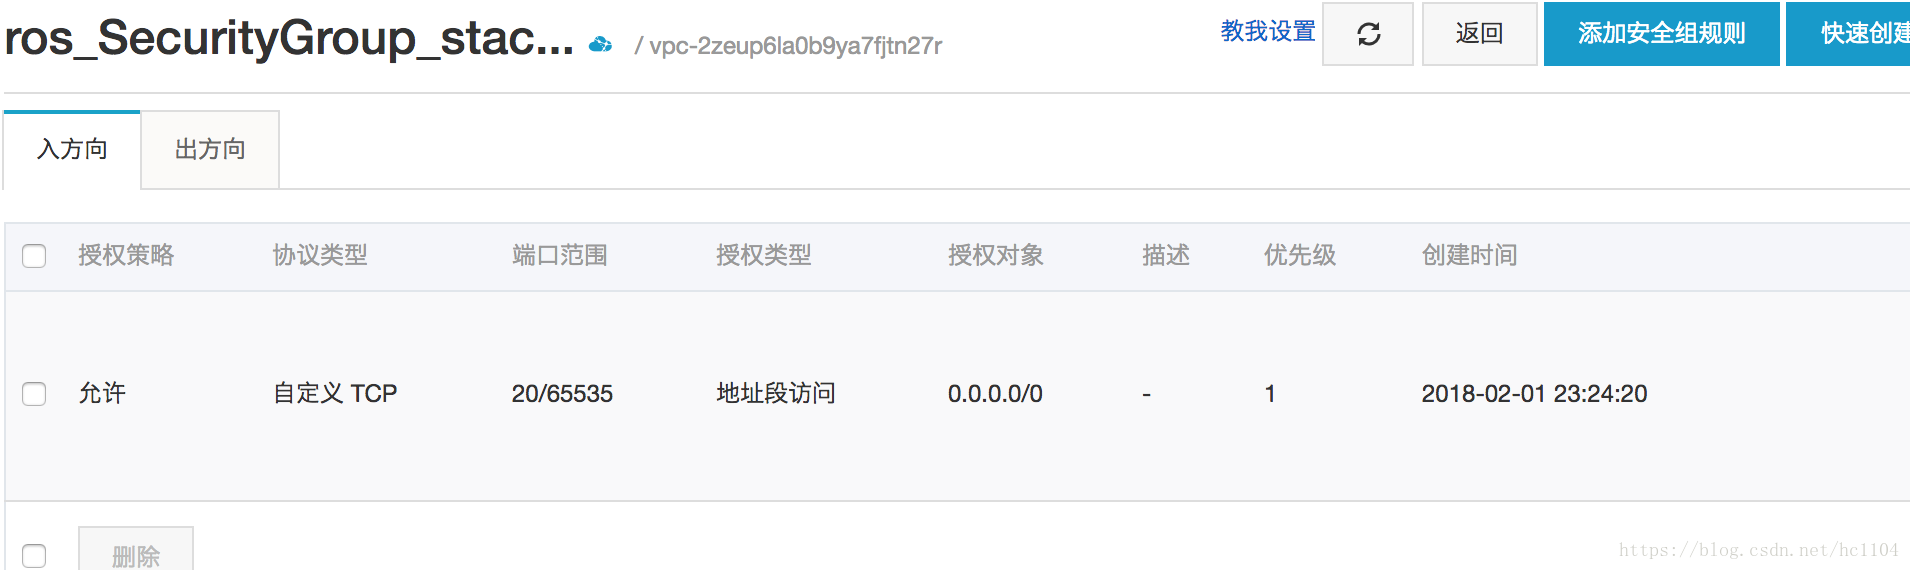 ros_SecurityGroup_stac... / vpc-2zeup6la0b9ya7fjtn27r 教我设置 返回 添加安全组规则 快速创建
入方向 出方向
授权策略 协议类型 端口范围 授权类型 授权对象 描述 优先级 创建时间
允许 自定义 TCP 20/65535 地址段访问 0.0.0.0/0 - 1 2018-02-01 23:24:20
删除
https://blog.csdn.net/hc1104